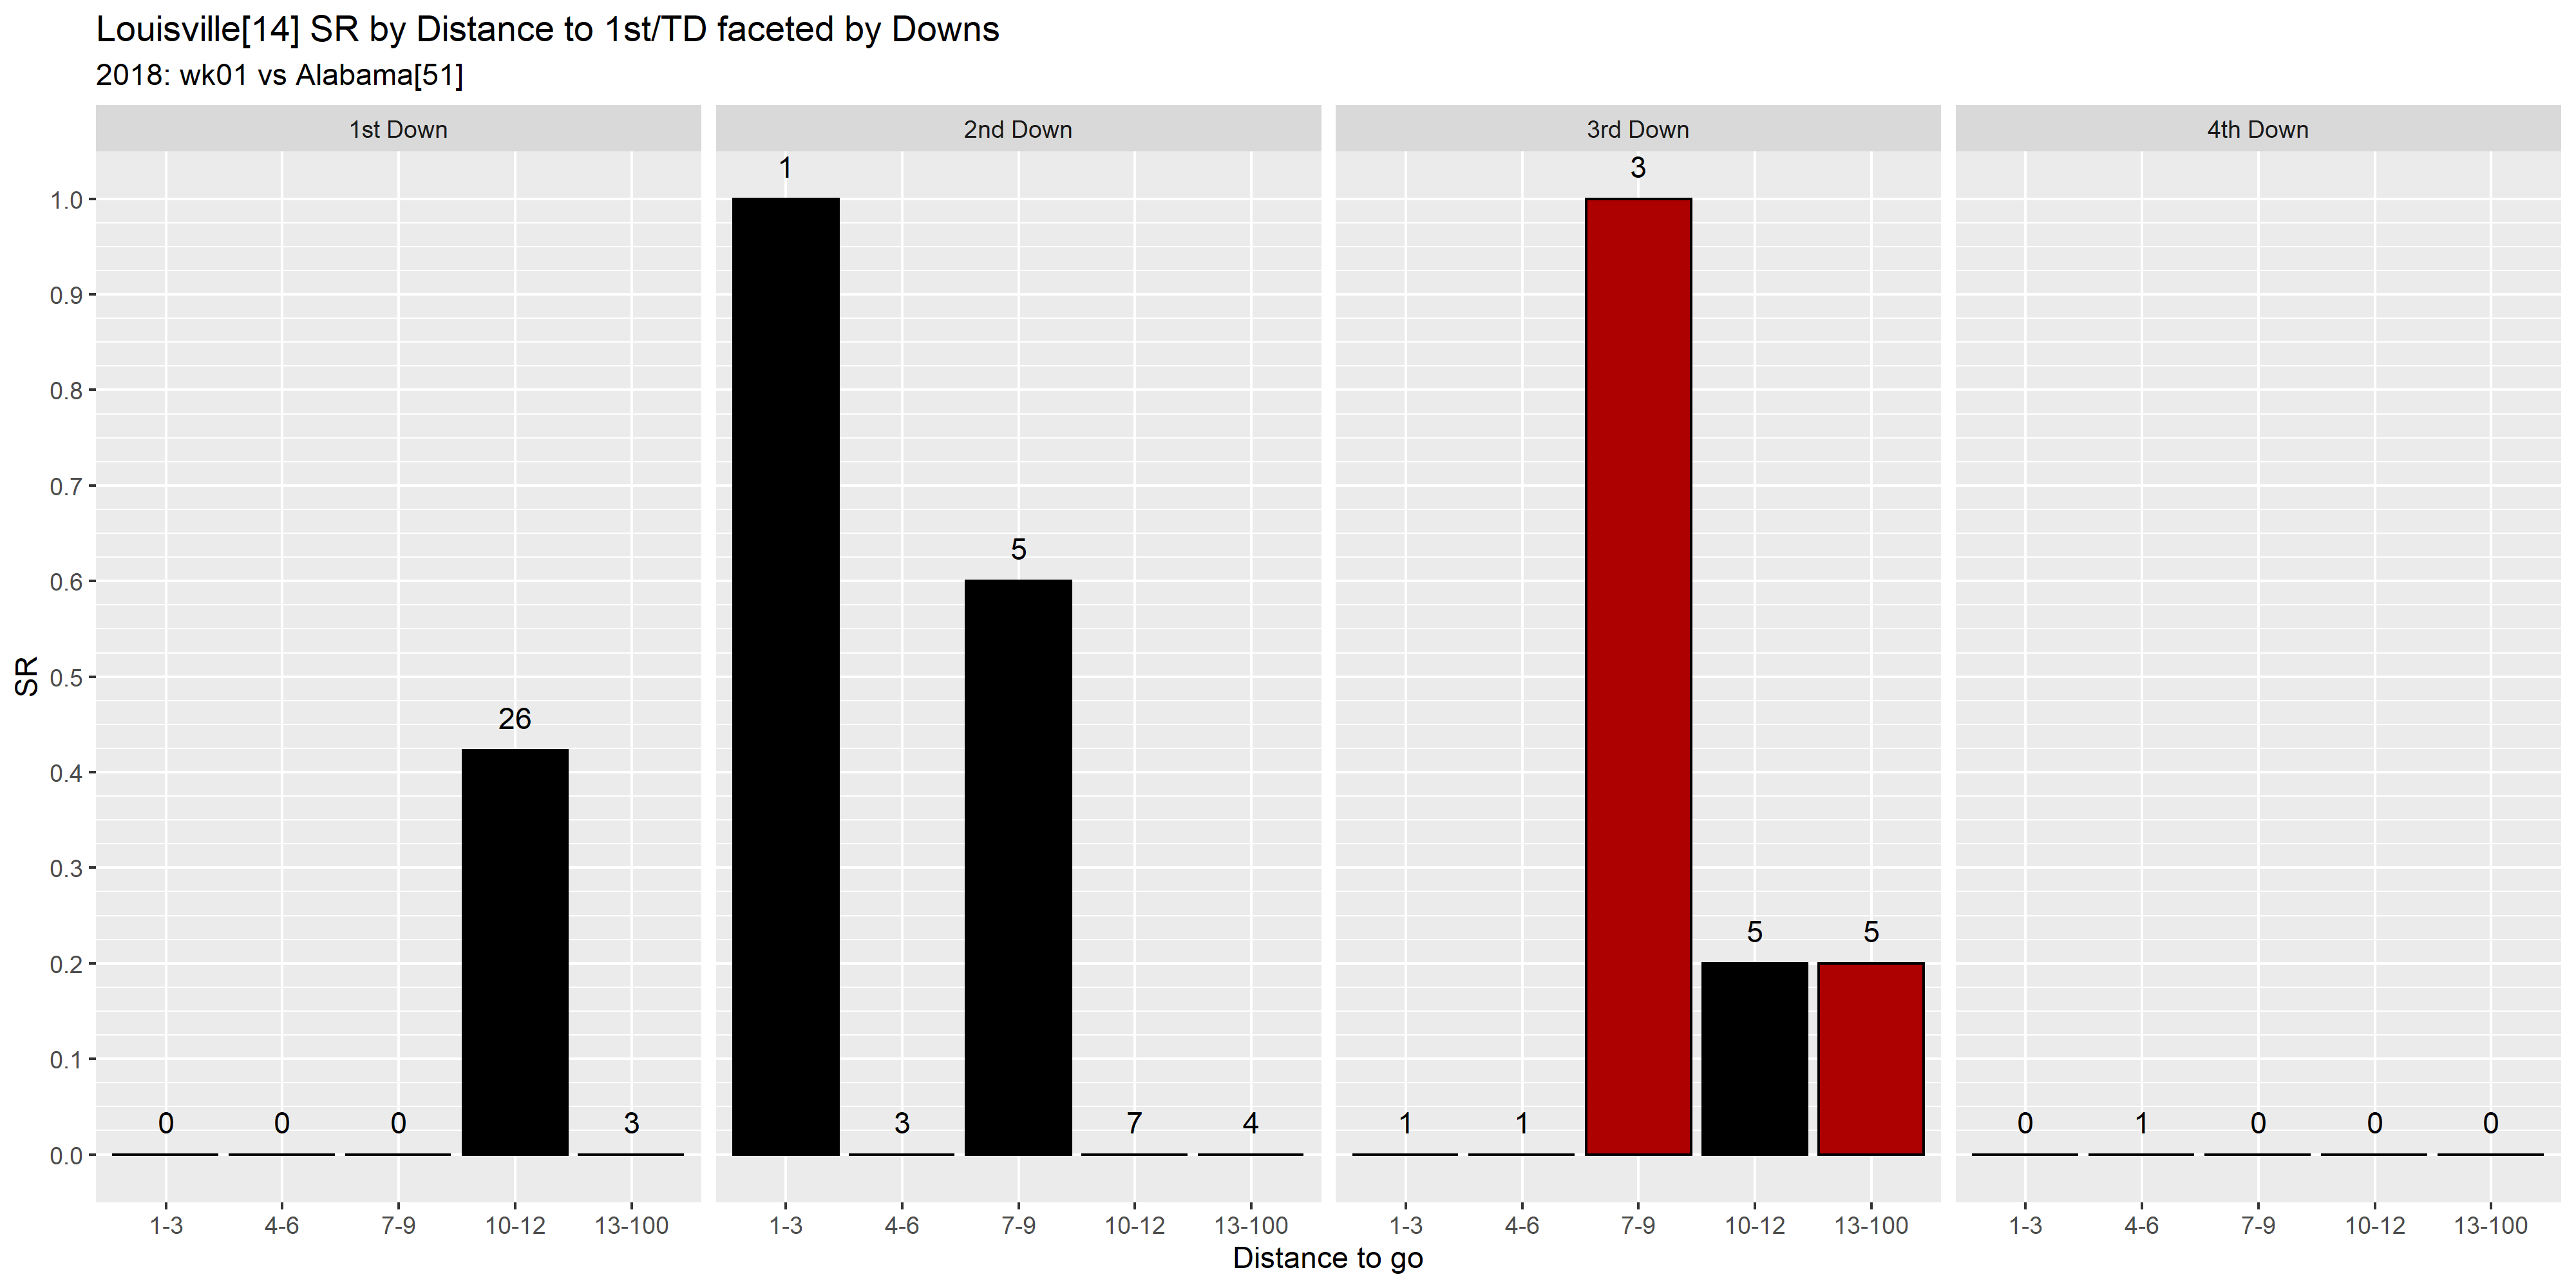 Louisville[14] SR by Distance to 1st/TD faceted by Downs
2018: wk01 vs Alabama[51]
1st Down 2nd Down 3rd Down 4th Down
1 3
1.0
0.9
0.8
0.7
5
0.6
SR
0.5
26
0.4
0.3
5 5
0.2
0.1
0 0 0 3 3 7 4 1 1 0 1 0 0 0
0.0
1-3 4-6 7-9 10-12 13-100 1-3 4-6 7-9 10-12 13-100 1-3 4-6 7-9 10-12 13-100 1-3 4-6 7-9 10-12 13-100
Distance to go